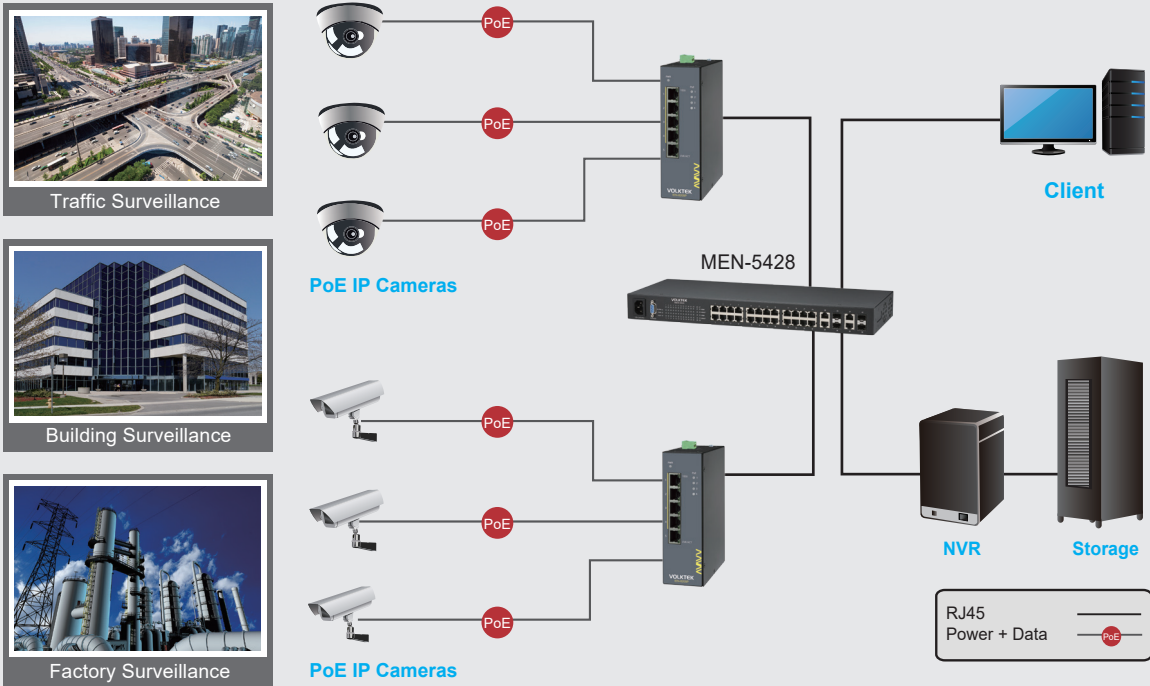 Traffic Surveillance
Building Surveillance
Factory Surveillance
PoE
PoE
PoE
PoE IP Cameras
VOLKTEK
MEN-5428
VOLKTEK
Client
PoE
PoE
PoE
PoE IP Cameras
VOLKTEK
NVR
Storage
RJ45
Power + Data
PoE